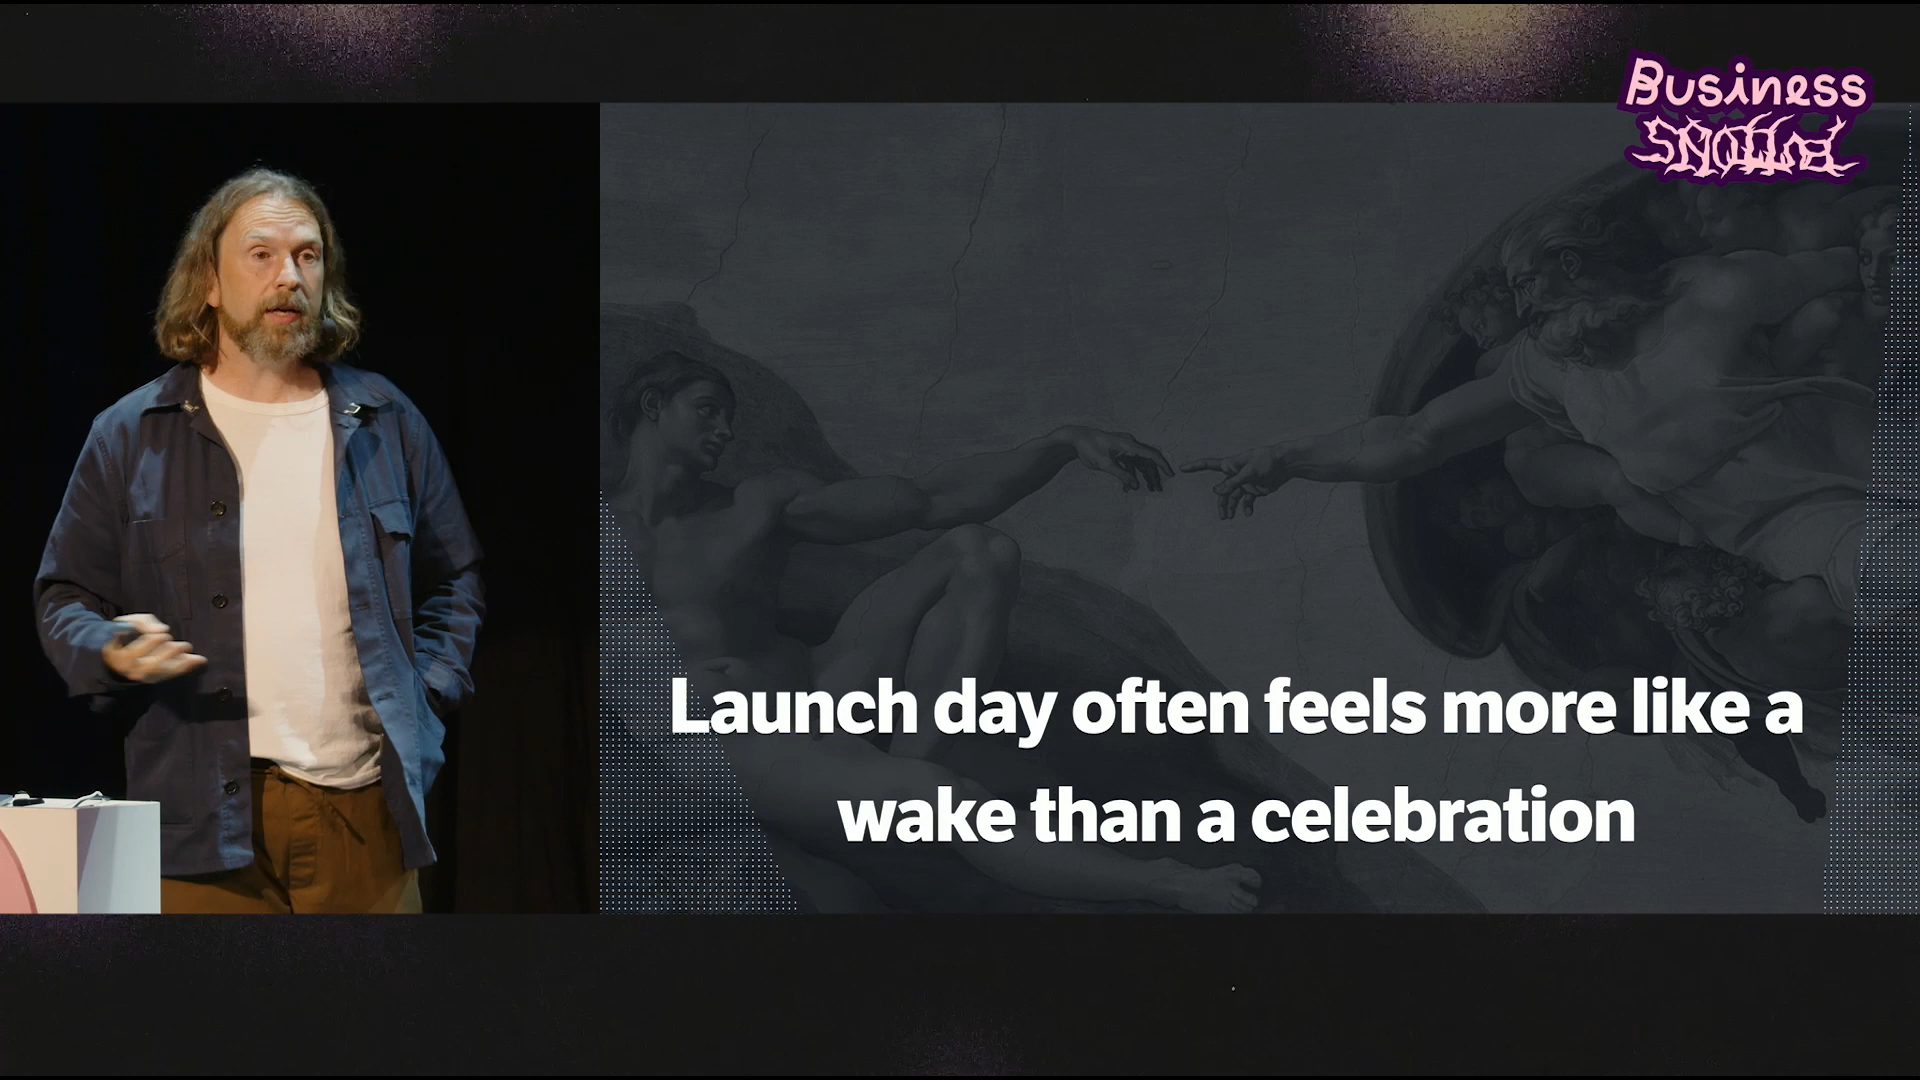 Business
Launch day often feels more like a
wake than a celebration